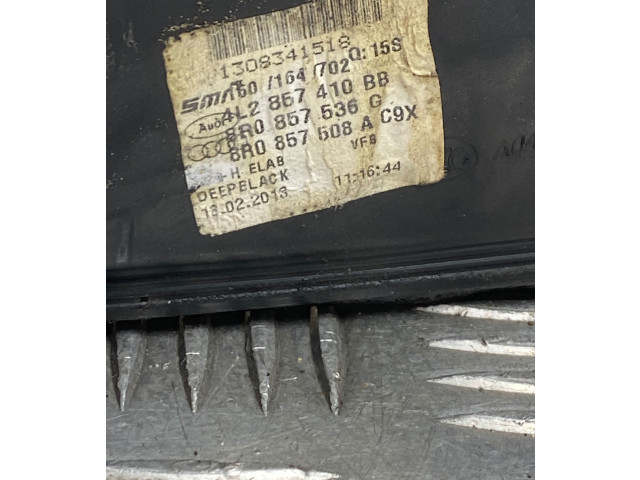 1308341518
SMR 60 /164/702 Q:15S
4L2 857 410 BB
Audi 8R0 857 536 G
8R0 857 508 A C9X
H. ELAB VFB
DEEPBLACK
13.02.2013 11:16:44